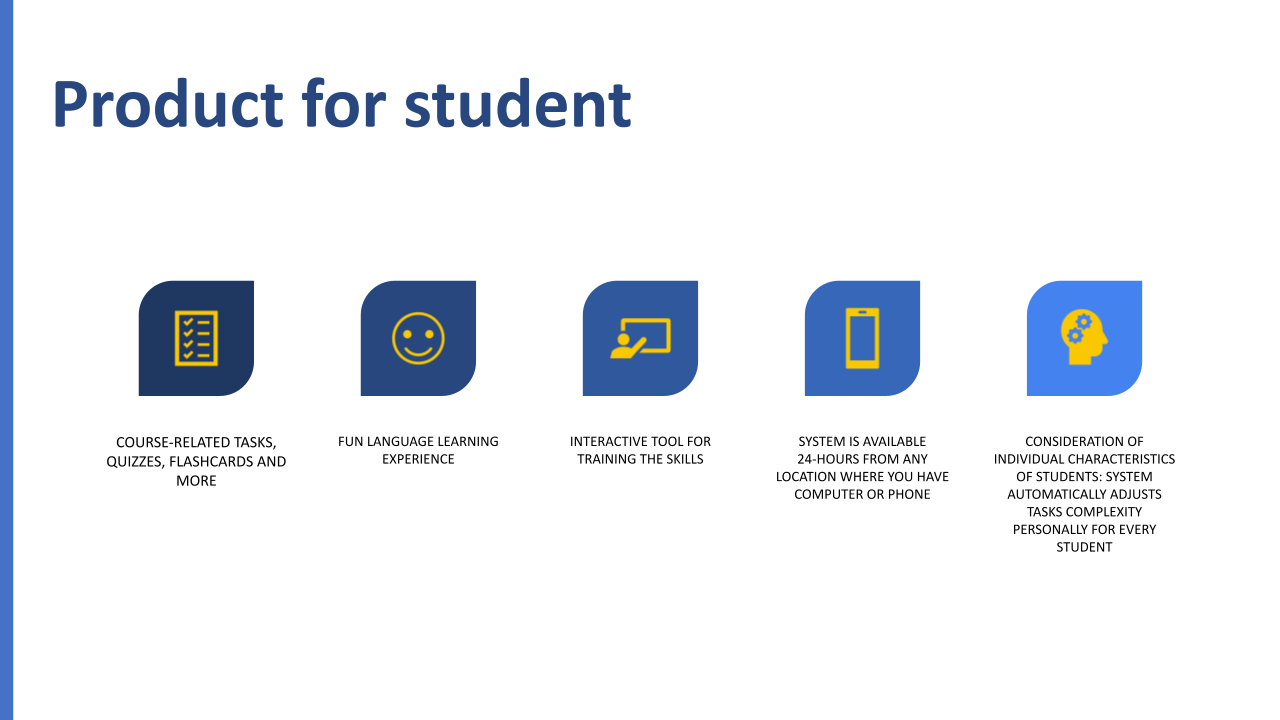 Product for student
COURSE-RELATED TASKS,
QUIZZES, FLASHCARDS AND
MORE
FUN LANGUAGE LEARNING
EXPERIENCE
INTERACTIVE TOOL FOR
TRAINING THE SKILLS
SYSTEM IS AVAILABLE
24-HOURS FROM ANY
LOCATION WHERE YOU HAVE
COMPUTER OR PHONE
CONSIDERATION OF
INDIVIDUAL CHARACTERISTICS
OF STUDENTS: SYSTEM
AUTOMATICALLY ADJUSTS
TASKS COMPLEXITY
PERSONALLY FOR EVERY
STUDENT